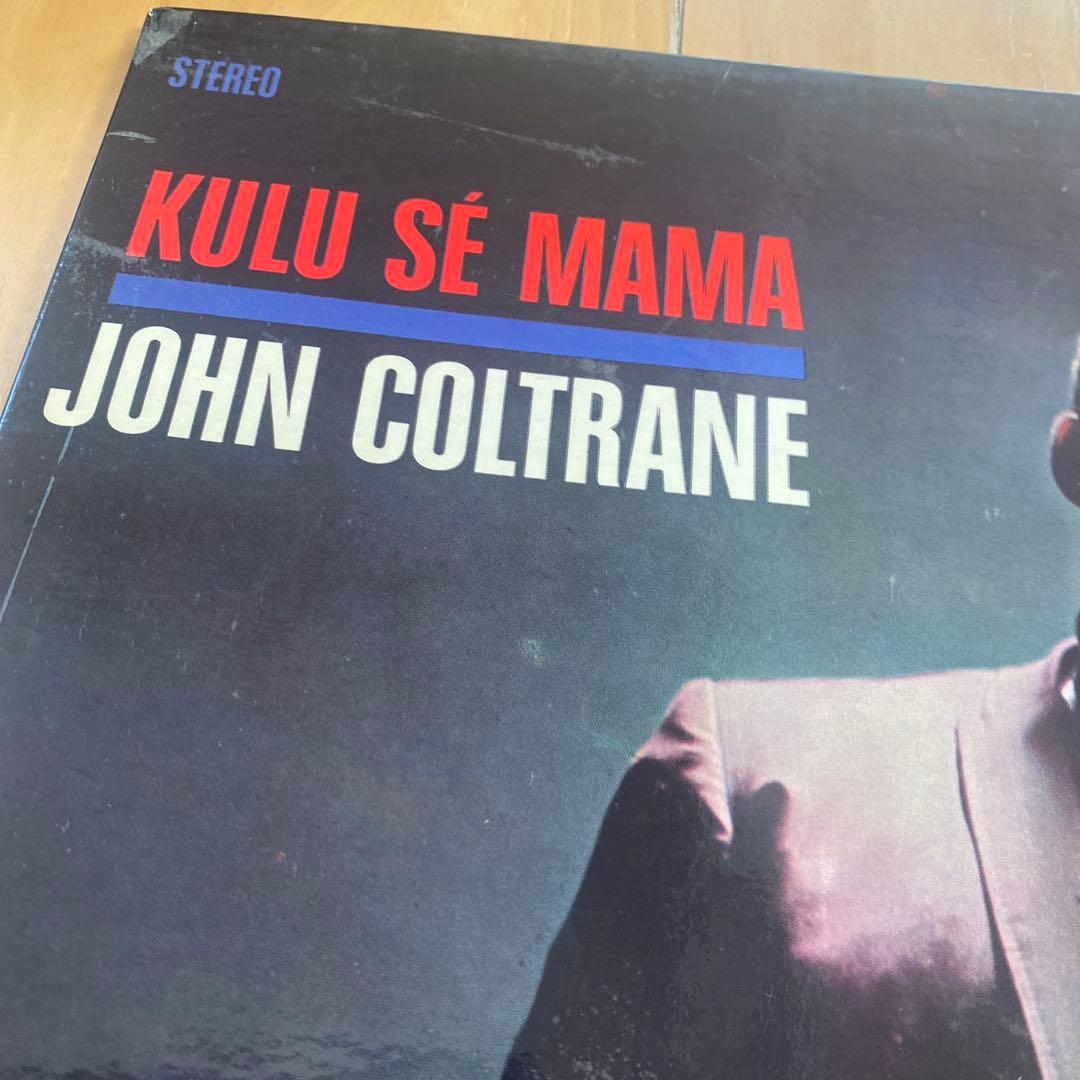 STEREO
KULU SÉ MAMA
JOHN COLTRANE